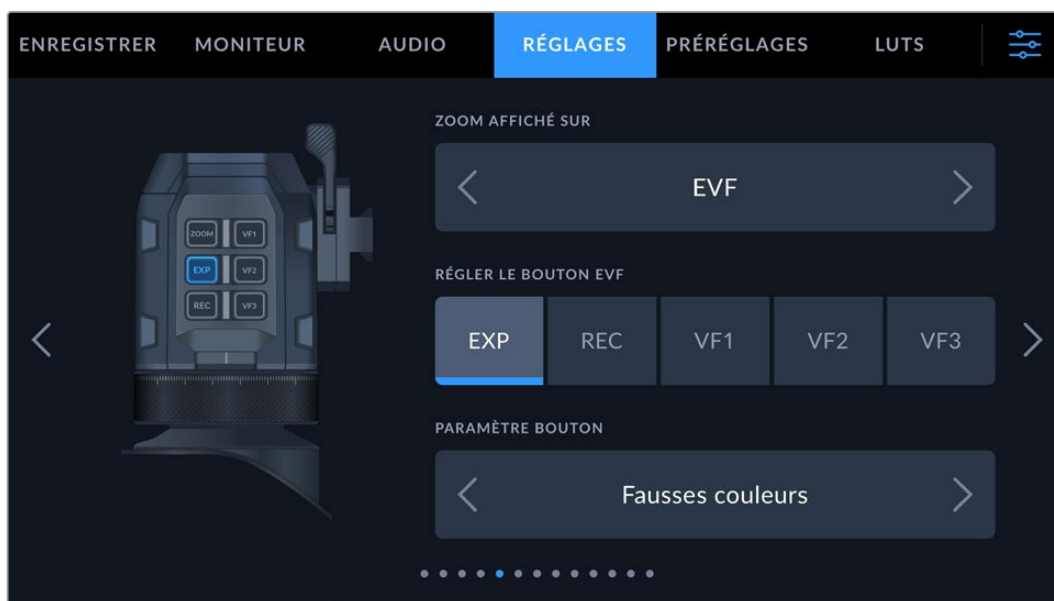 ENREGISTRER MONITEUR AUDIO RÉGLAGES PRÉRÉGLAGES LUTS
ZOOM AFFICHÉ SUR
EVF
ZOOM VF1
EXP VF2
REC VF3
RÉGLER LE BOUTON EVF
EXP REC VF1 VF2 VF3
PARAMÈTRE BOUTON
Fausses couleurs